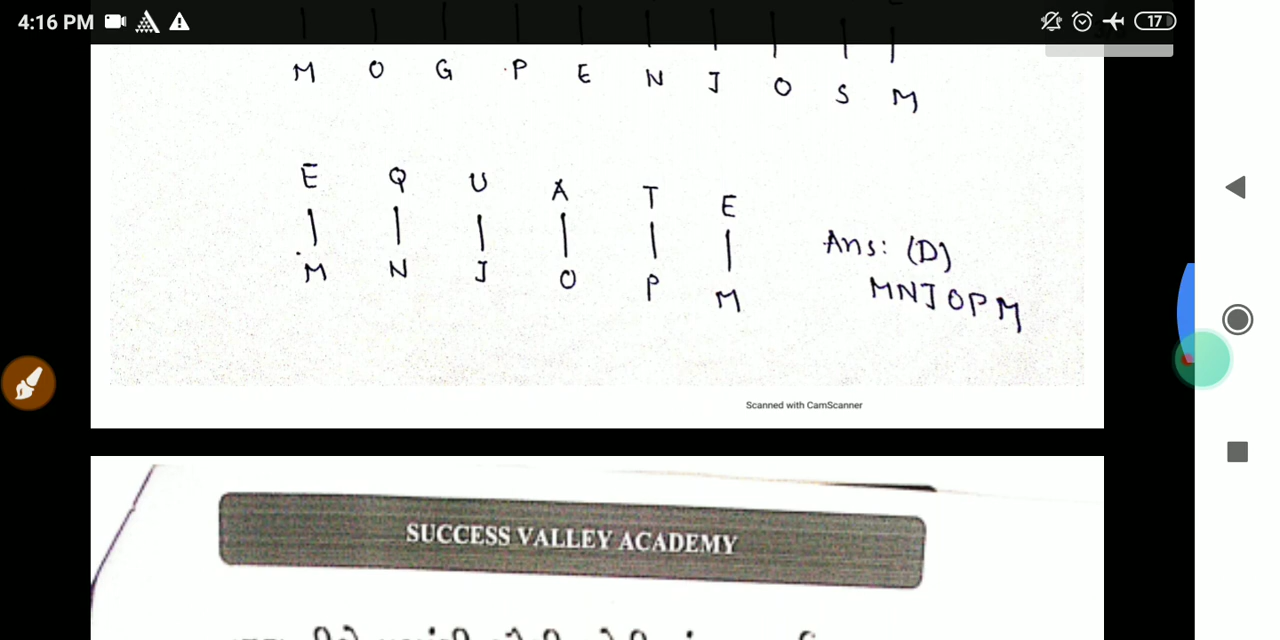 4:16 PM
17
M O G P E N J O S M
E Q U A T E
M N J O P M
Ans: (D)
MNJOPM
Scanned with CamScanner
SUCCESS VALLEY ACADEMY